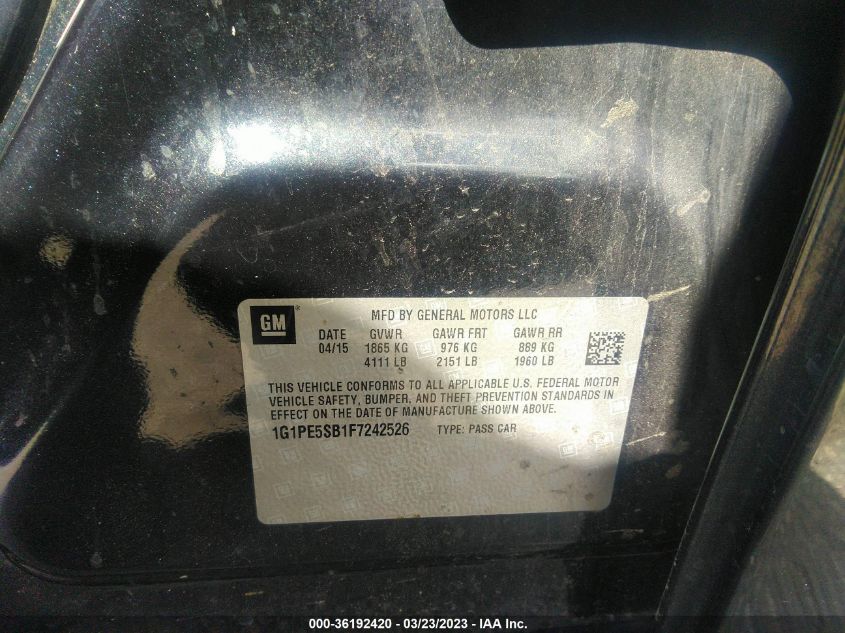 GM
MFD BY GENERAL MOTORS LLC
DATE GVWR GAWR FRT GAWR RR
04/15 1865 KG 976 KG 889 KG
4111 LB 2151 LB 1960 LB
THIS VEHICLE CONFORMS TO ALL APPLICABLE U.S. FEDERAL MOTOR
VEHICLE SAFETY, BUMPER, AND THEFT PREVENTION STANDARDS IN
EFFECT ON THE DATE OF MANUFACTURE SHOWN ABOVE.
1G1PE5SB1F7242526 TYPE: PASS CAR
000-36192420 - 03/23/2023 - IAA Inc.